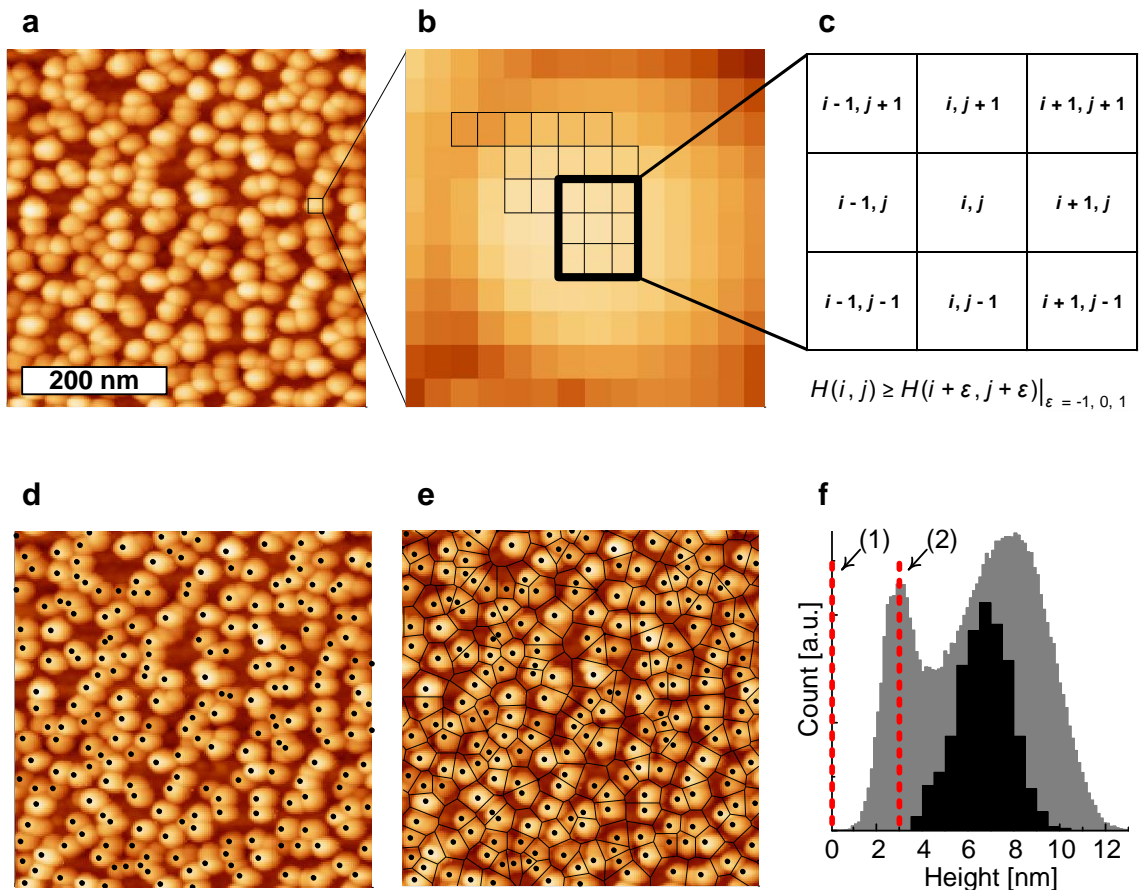 a
b
c
200 nm
i - 1, j + 1
i, j + 1
i + 1, j + 1
i - 1, j
i, j
i + 1, j
i - 1, j - 1
i, j - 1
i + 1, j - 1
H(i, j) ≥ H(i + ε, j + ε)|ε = -1, 0, 1
d
e
f
(1)
(2)
Count [a.u.]
0 2 4 6 8 10 12
Height [nm]